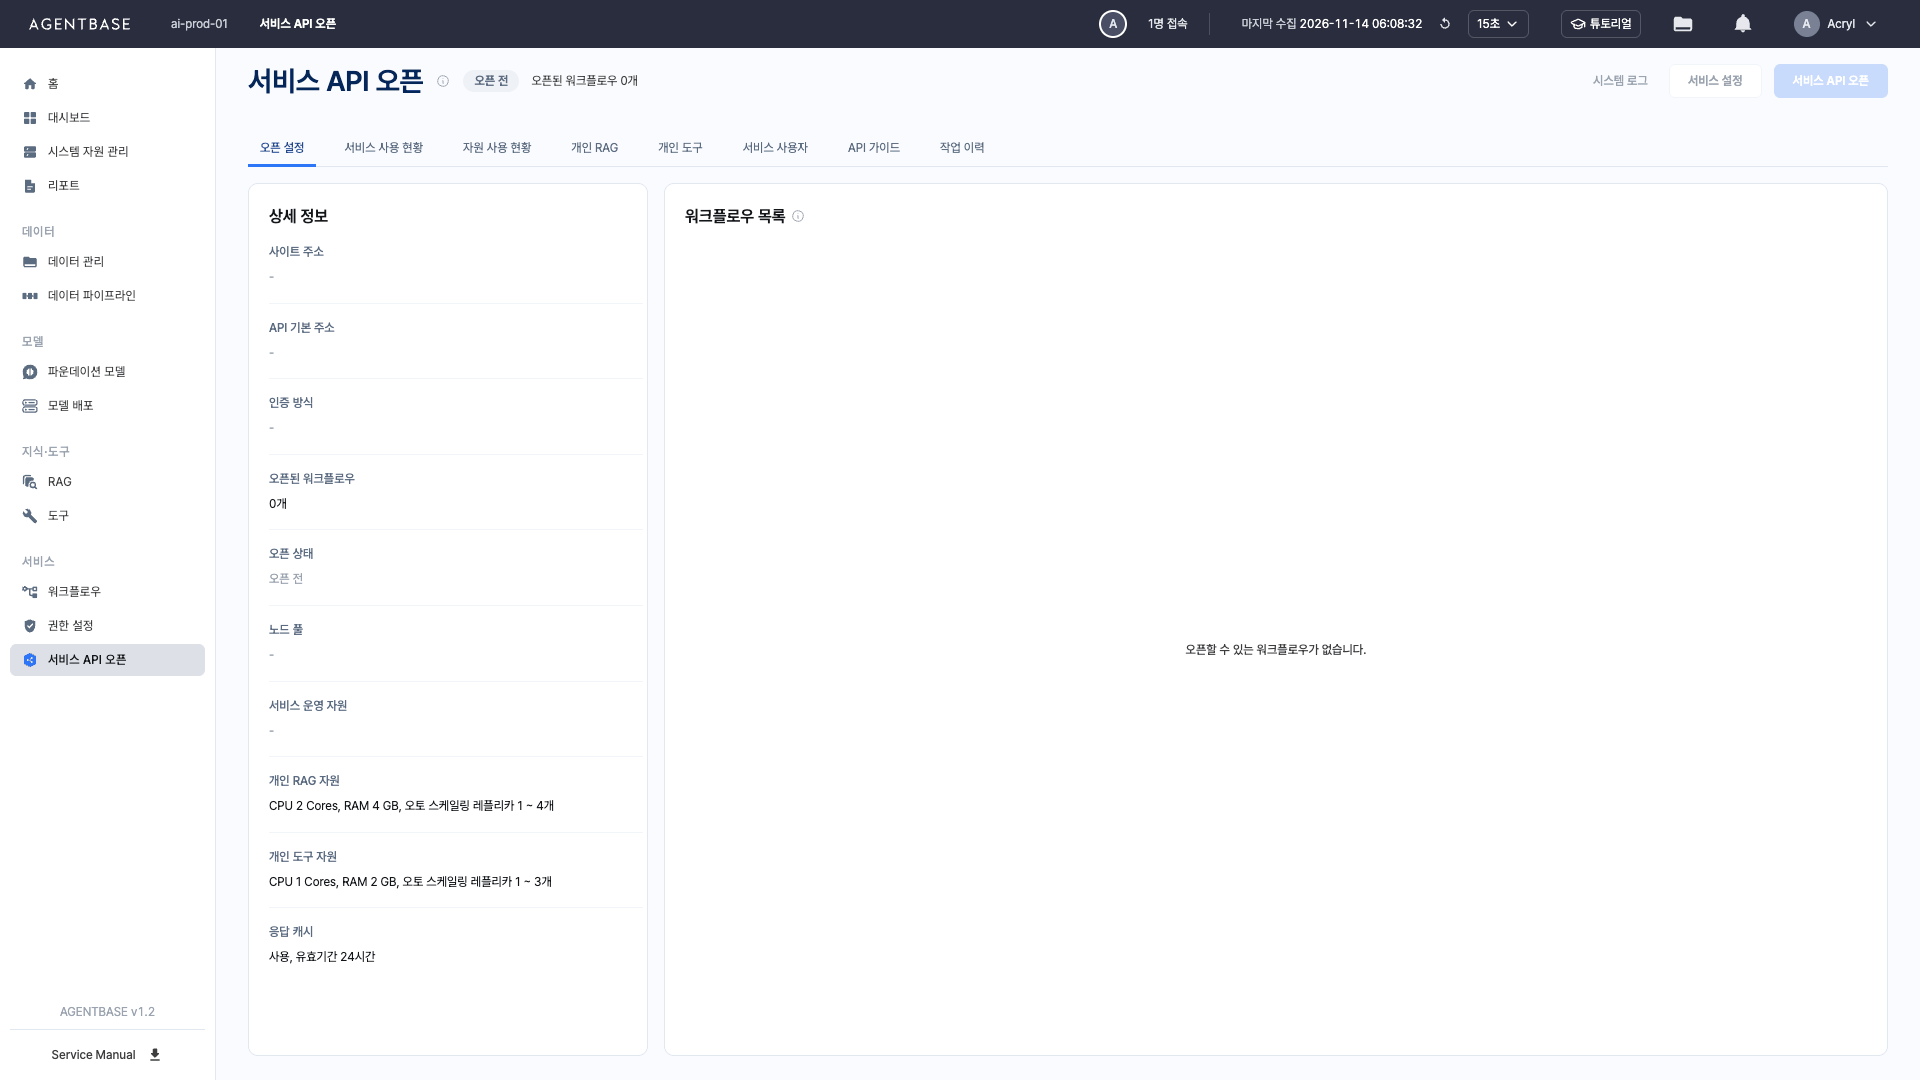 AGENTBASE
ai-prod-01
서비스 API 오픈
A
1명 접속
마지막 수집 2026-11-14 06:08:32
15초
튜토리얼
A
Acryl
홈
대시보드
시스템 자원 관리
리포트
데이터
데이터 관리
데이터 파이프라인
모델
파운데이션 모델
모델 배포
지식·도구
RAG
도구
서비스
워크플로우
권한 설정
서비스 API 오픈
AGENTBASE v1.2
Service Manual
서비스 API 오픈
오픈 전
오픈된 워크플로우 0개
시스템 로그
서비스 설정
서비스 API 오픈
오픈 설정
서비스 사용 현황
자원 사용 현황
개인 RAG
개인 도구
서비스 사용자
API 가이드
작업 이력
상세 정보
사이트 주소
-
API 기본 주소
-
인증 방식
-
오픈된 워크플로우
0개
오픈 상태
오픈 전
노드 풀
-
서비스 운영 자원
-
개인 RAG 자원
CPU 2 Cores, RAM 4 GB, 오토 스케일링 레플리카 1 ~ 4개
개인 도구 자원
CPU 1 Cores, RAM 2 GB, 오토 스케일링 레플리카 1 ~ 3개
응답 캐시
사용, 유효기간 24시간
워크플로우 목록
오픈할 수 있는 워크플로우가 없습니다.